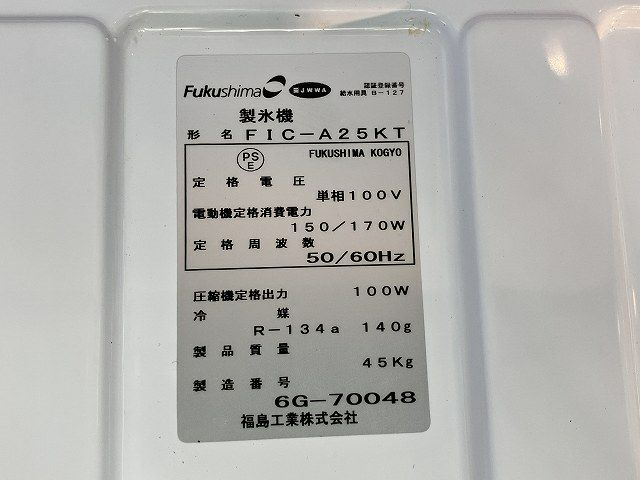 Fukushima JWWA 認証登録番号
給水用具 B-127
製氷機
形名 FIC-A25KT
PS E FUKUSHIMA KOGYO
定格電圧
単相100V
電動機定格消費電力
150/170W
定格周波数
50/60Hz
圧縮機定格出力 100W
冷媒
R-134a 140g
製品質量
45Kg
製造番号
6G-70048
福島工業株式会社